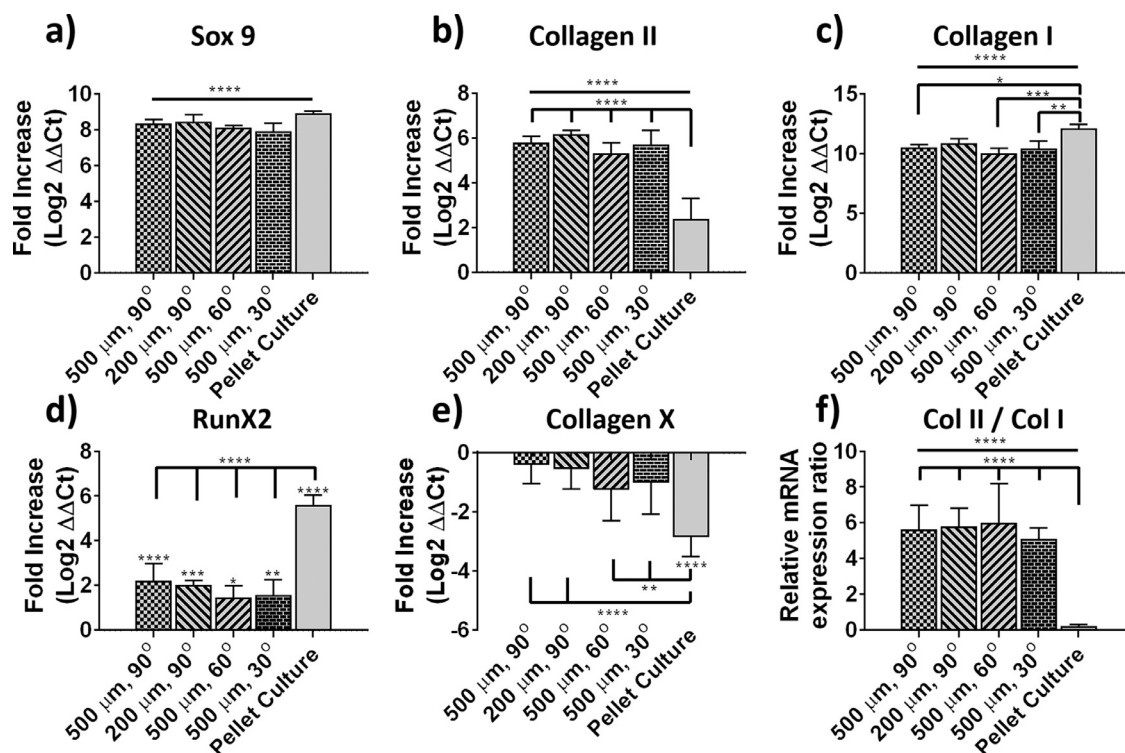 a) Sox 9
Fold Increase
(Log2 ΔΔCt)
10
8
6
4
2
0
****
500 μm, 90°
200 μm, 90°
500 μm, 60°
500 μm, 30°
Pellet Culture
b) Collagen II
Fold Increase
(Log2 ΔΔCt)
8
6
4
2
0
****
****
500 μm, 90°
200 μm, 90°
500 μm, 60°
500 μm, 30°
Pellet Culture
c) Collagen I
Fold Increase
(Log2 ΔΔCt)
15
10
5
0
****
*
***
**
500 μm, 90°
200 μm, 90°
500 μm, 60°
500 μm, 30°
Pellet Culture
d) RunX2
Fold Increase
(Log2 ΔΔCt)
8
6
4
2
0
****
****
****
***
*
**
500 μm, 90°
200 μm, 90°
500 μm, 60°
500 μm, 30°
Pellet Culture
e) Collagen X
Fold Increase
(Log2 ΔΔCt)
0
-2
-4
-6
****
**
****
500 μm, 90°
200 μm, 90°
500 μm, 60°
500 μm, 30°
Pellet Culture
f) Col II / Col I
Relative mRNA
expression ratio
10
8
6
4
2
0
****
****
500 μm, 90°
200 μm, 90°
500 μm, 60°
500 μm, 30°
Pellet Culture